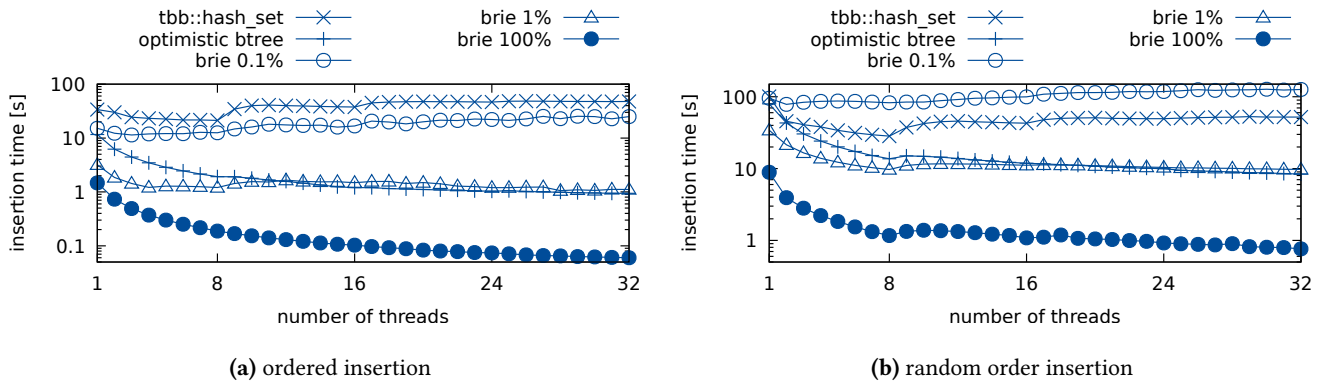 tbb::hash_set
optimistic btree
brie 0.1%
brie 1%
brie 100%
insertion time [s]
100
10
1
0.1
1
8
16
24
32
number of threads
(a) ordered insertion
tbb::hash_set
optimistic btree
brie 0.1%
brie 1%
brie 100%
insertion time [s]
100
10
1
1
8
16
24
32
number of threads
(b) random order insertion